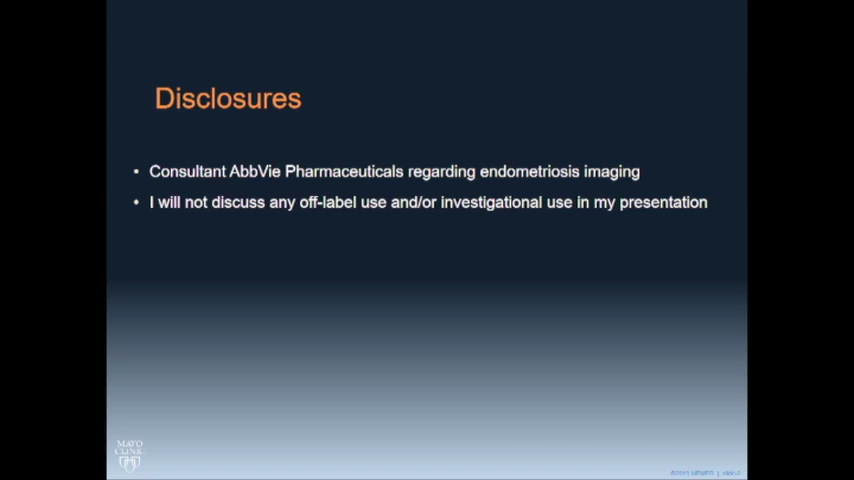 Disclosures
• Consultant AbbVie Pharmaceuticals regarding endometriosis imaging
• I will not discuss any off-label use and/or investigational use in my presentation
MAYO
CLINIC